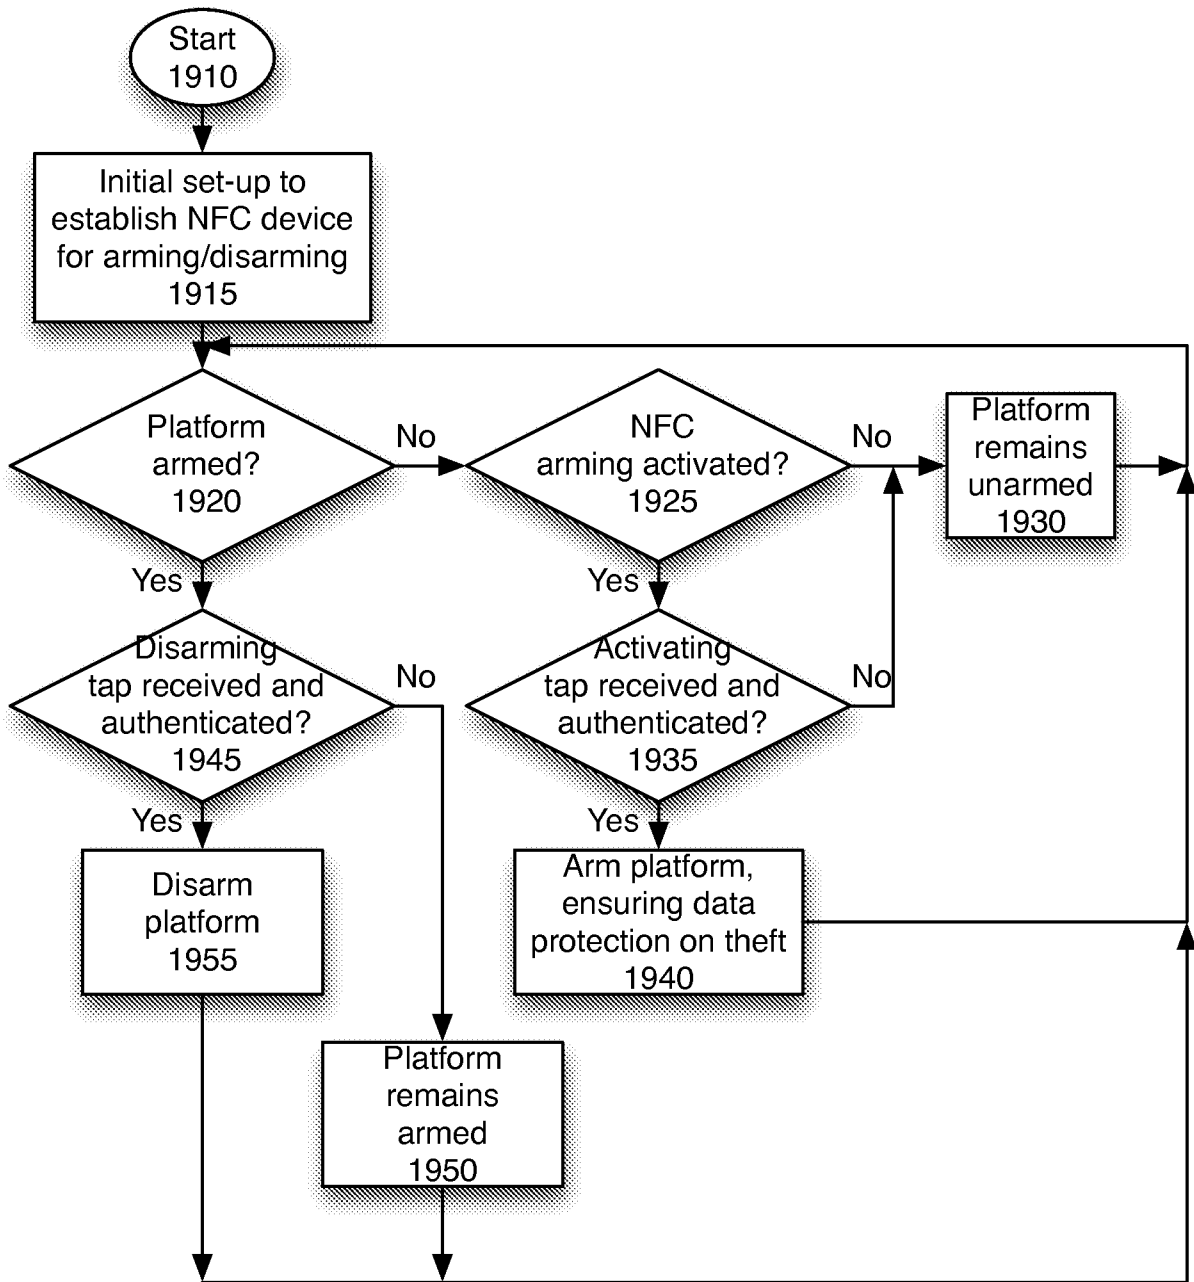 Start
1910
Initial set-up to
establish NFC device
for arming/disarming
1915
Platform
armed?
1920
No
NFC
arming activated?
1925
No
Platform
remains
unarmed
1930
Yes
Yes
Disarming
tap received and
authenticated?
1945
No
Activating
tap received and
authenticated?
1935
No
Yes
Yes
Disarm
platform
1955
Arm platform,
ensuring data
protection on theft
1940
Platform
remains
armed
1950